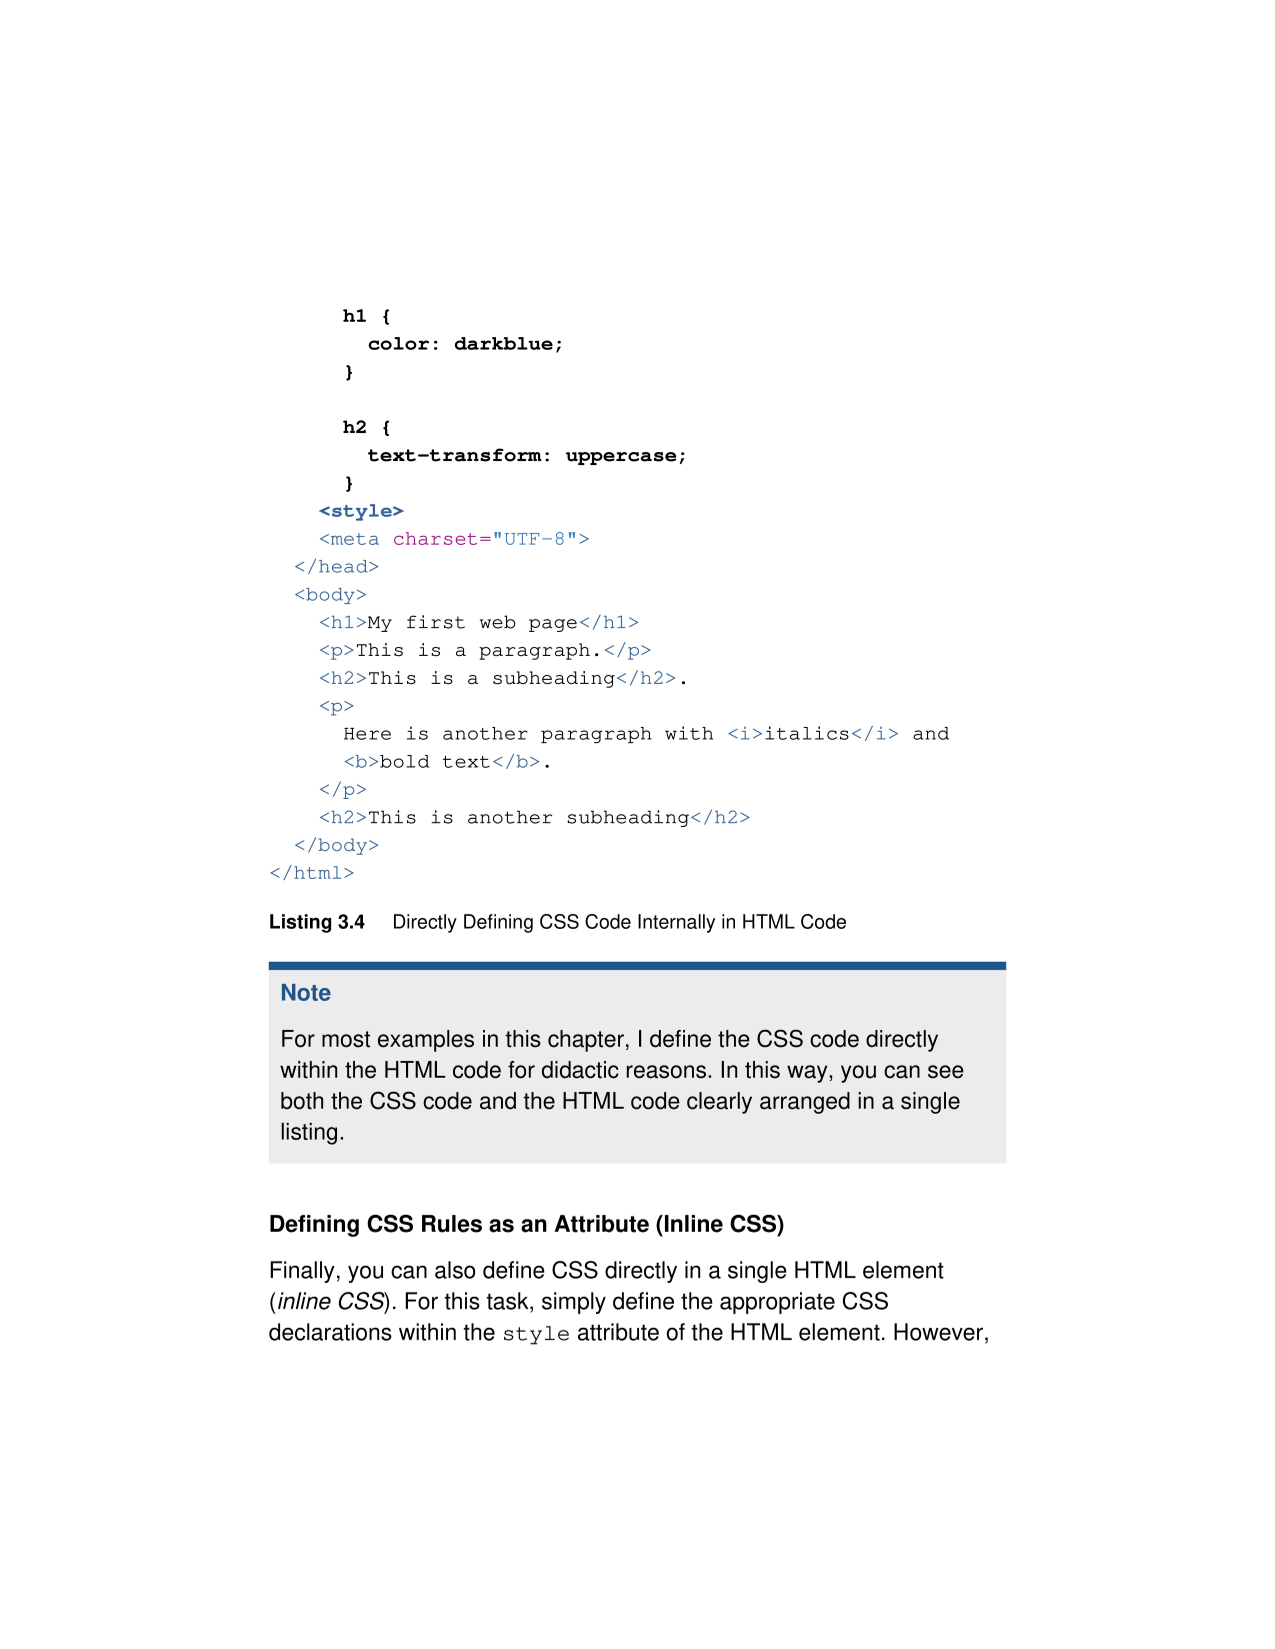 h1 {
color: darkblue;
}
h2 {
text-transform: uppercase;
}
<style>
<meta charset="UTF-8">
</head>
<body>
<h1>My first web page</h1>
<p>This is a paragraph.</p>
<h2>This is a subheading</h2>.
<p>
Here is another paragraph with <i>italics</i> and
<b>bold text</b>.
</p>
<h2>This is another subheading</h2>
</body>
</html>
Listing 3.4 Directly Defining CSS Code Internally in HTML Code
Note
For most examples in this chapter, I define the CSS code directly
within the HTML code for didactic reasons. In this way, you can see
both the CSS code and the HTML code clearly arranged in a single
listing.
Defining CSS Rules as an Attribute (Inline CSS)
Finally, you can also define CSS directly in a single HTML element
(inline CSS). For this task, simply define the appropriate CSS
declarations within the style attribute of the HTML element. However,